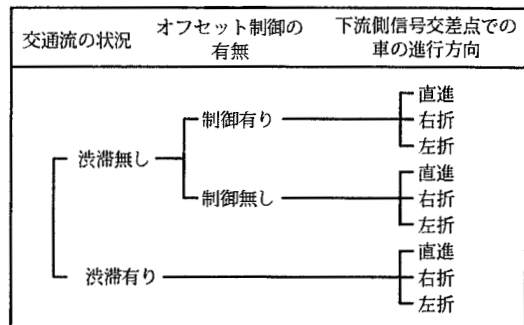 交通流の状況
オフセット制御の
有無
下流側信号交差点での
車の進行方向
渋滞無し
制御有り
直進
右折
左折
制御無し
直進
右折
左折
渋滞有り
直進
右折
左折